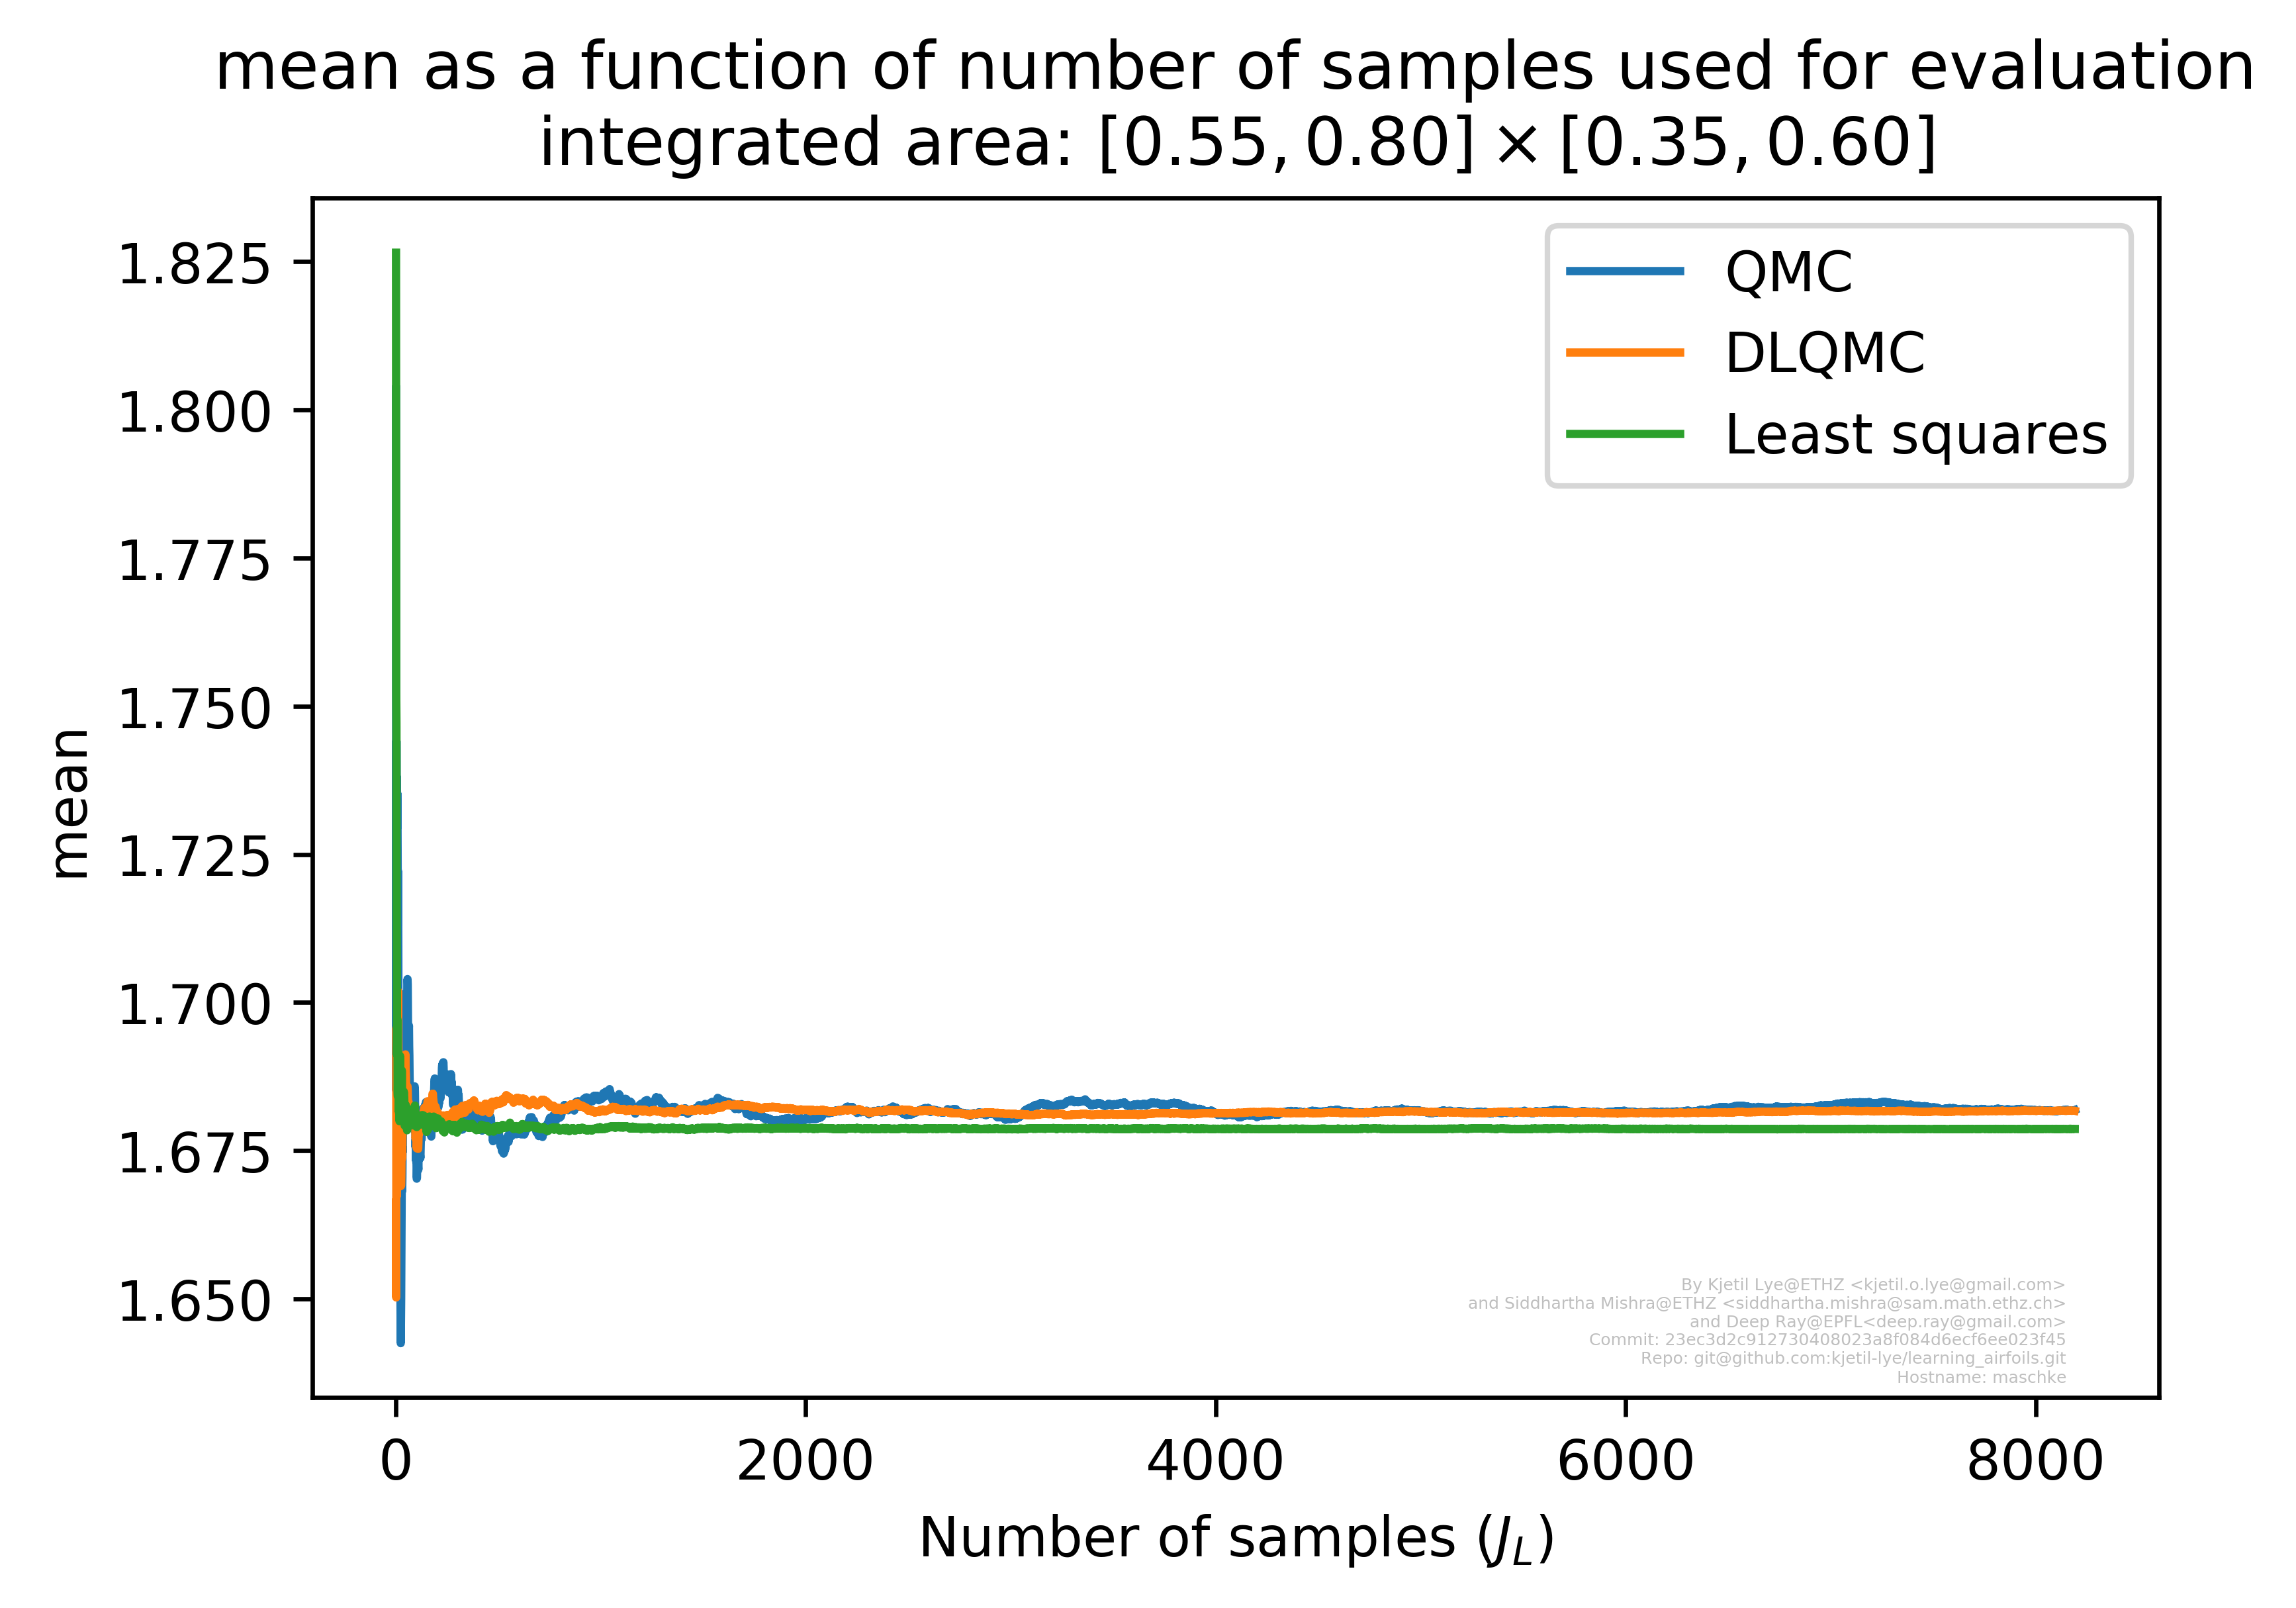 mean as a function of number of samples used for evaluation
integrated area: [0.55, 0.80] × [0.35, 0.60]
QMC
DLQMC
Least squares
1.825
1.800
1.775
1.750
1.725
1.700
1.675
1.650
mean
0
2000
4000
6000
8000
Number of samples (J_L)
By Kjetil Lye@ETHZ <kjetil.o.lye@gmail.com>
and Siddhartha Mishra@ETHZ <siddhartha.mishra@sam.math.ethz.ch>
and Deep Ray@EPFL<deep.ray@gmail.com>
Commit: 23ec3d2c912730408023a8f084d6ecf6ee023f45
Repo: git@github.com:kjetil-lye/learning_airfoils.git
Hostname: maschke